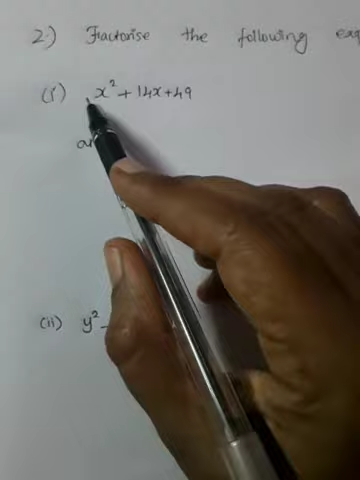 2.) Factorise the following
(i) x² + 14x + 49
(ii) y² -